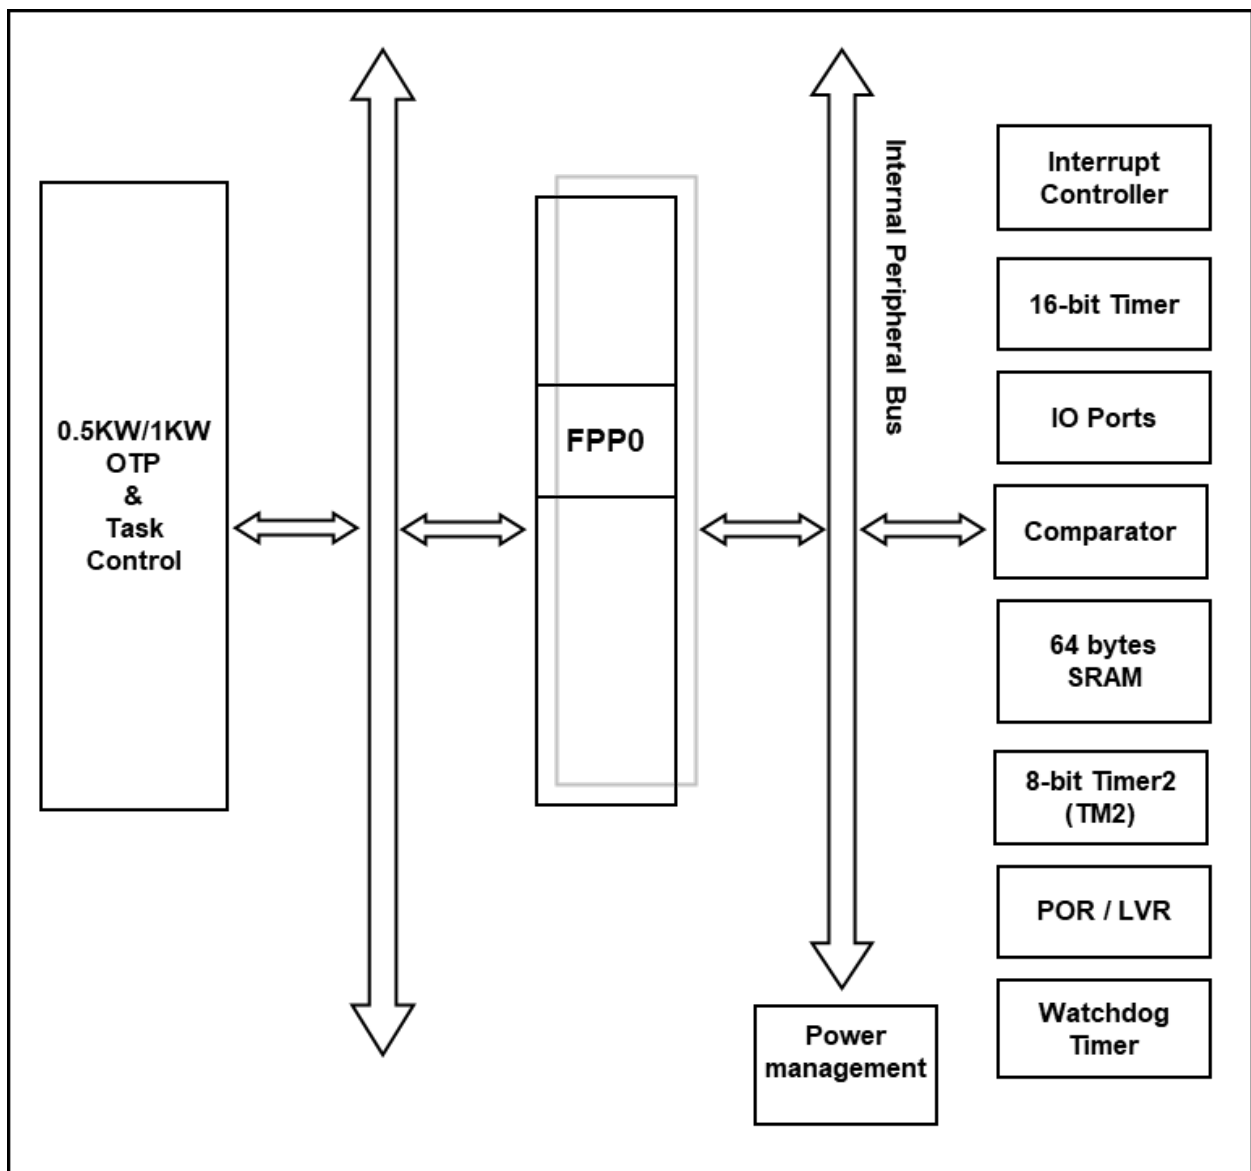 0.5KW/1KW
OTP
&
Task
Control
FPP0
Internal Peripheral Bus
Interrupt
Controller
16-bit Timer
IO Ports
Comparator
64 bytes
SRAM
8-bit Timer2
(TM2)
POR / LVR
Watchdog
Timer
Power
management